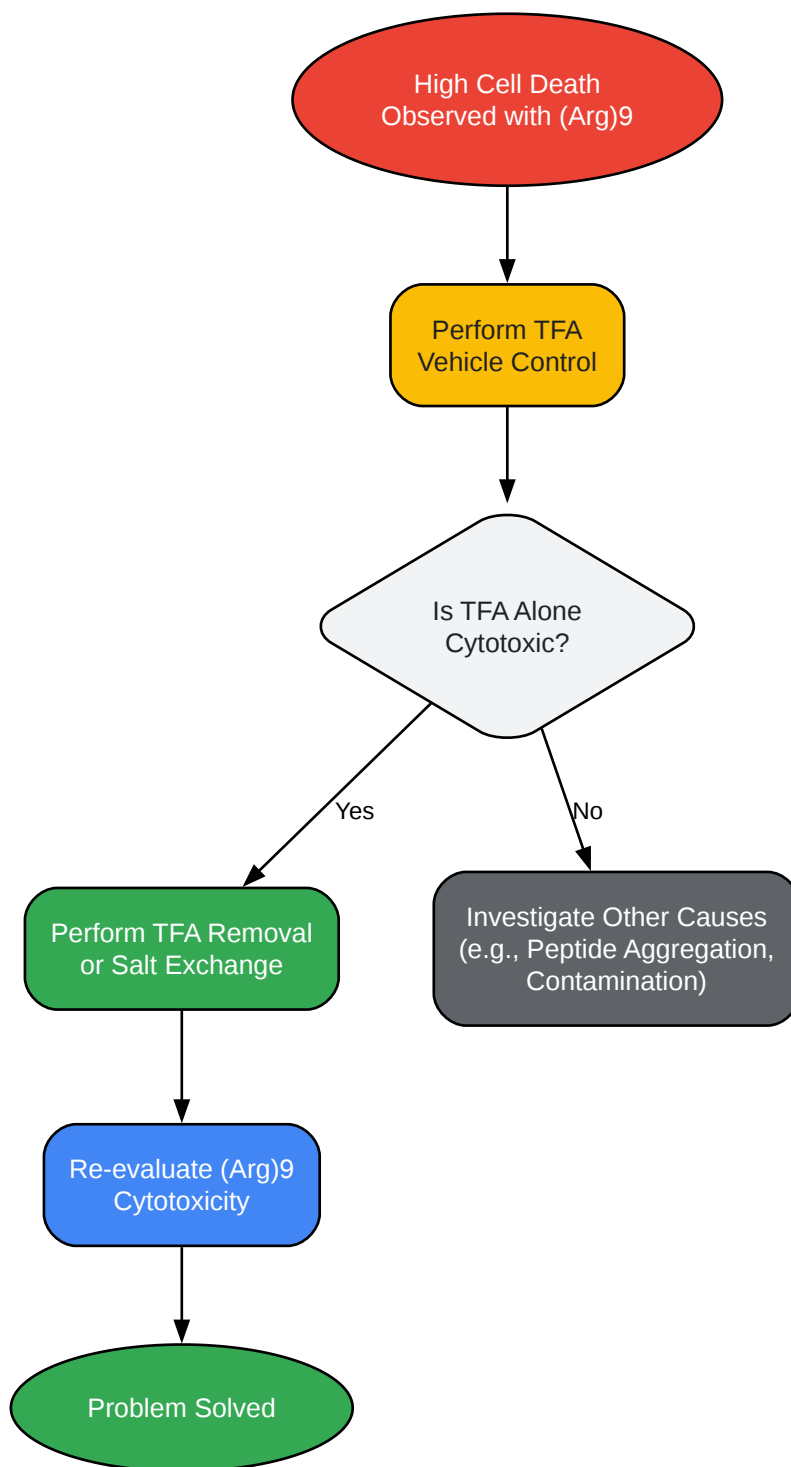 High Cell Death
Observed with (Arg)9
Perform TFA
Vehicle Control
Is TFA Alone
Cytotoxic?
Yes
No
Perform TFA Removal
or Salt Exchange
Investigate Other Causes
(e.g., Peptide Aggregation,
Contamination)
Re-evaluate (Arg)9
Cytotoxicity
Problem Solved